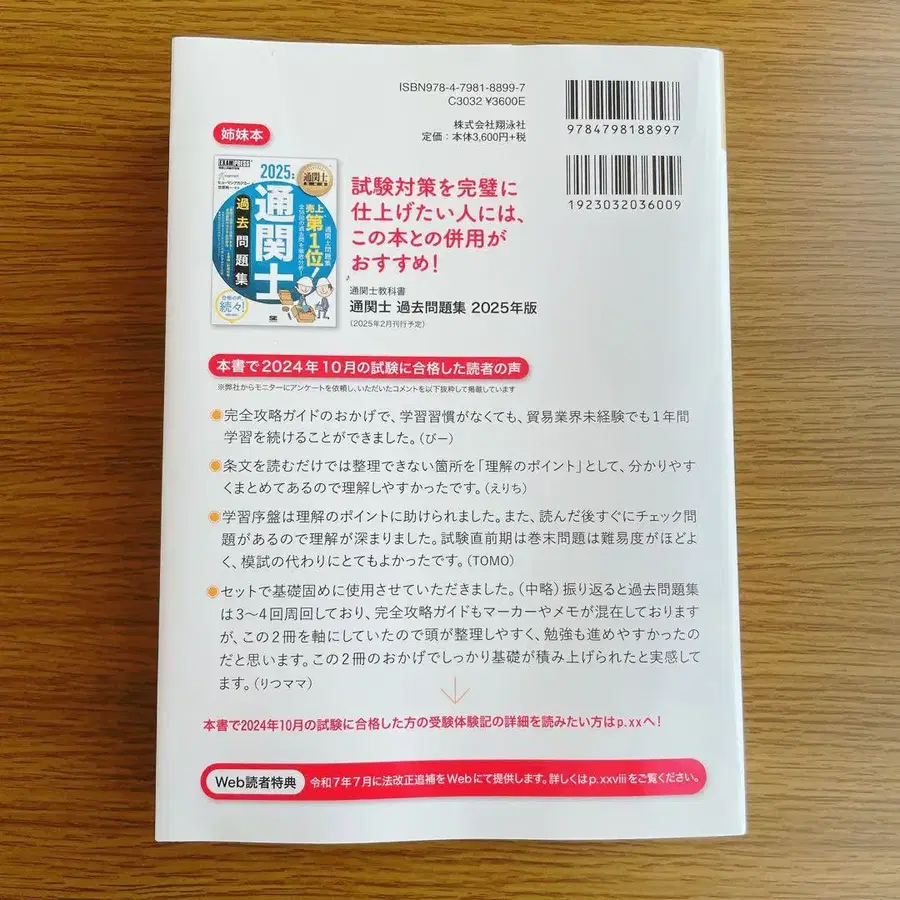 ISBN978-4-7981-8899-7
C3032 ¥3600E
株式会社翔泳社
定価:本体3,600円+税
9784798188997
1923032036009
姉妹本
EXAMPRESS
2025年版
通関士
過去問題集
通関士問題集
売上第1位!
合格の声
続々!
試験対策を完璧に
仕上げたい人には、
この本との併用が
おすすめ!
通関士教科書
通関士 過去問題集 2025年版
(2025年2月刊行予定)
本書で2024年10月の試験に合格した読者の声
※弊社からモニターにアンケートを依頼し、いただいたコメントを以下抜粋して掲載しています
完全攻略ガイドのおかげで、学習習慣がなくても、貿易業界未経験でも1年間
学習を続けることができました。(びー)
条文を読むだけでは整理できない箇所を「理解のポイント」として、分かりやす
くまとめてあるので理解しやすかったです。(えりち)
学習序盤は理解のポイントに助けられました。また、読んだ後すぐにチェック問
題があるので理解が深まりました。試験直前期は巻末問題は難易度がほどよ
く、模試の代わりにとてもよかったです。(TOMO)
セットで基礎固めに使用させていただきました。(中略)振り返ると過去問題集
は3〜4回周回しており、完全攻略ガイドもマーカーやメモが混在しております
が、この2冊を軸にしていたので頭が整理しやすく、勉強も進めやすかったの
だと思います。この2冊のおかげでしっかり基礎が積み上げられたと実感して
ます。(りつママ)
本書で2024年10月の試験に合格した方の受験体験記の詳細を読みたい方はp.xxへ!
Web読者特典 令和7年7月に法改正追補をWebにて提供します。詳しくはp.xxviiiをご覧ください。